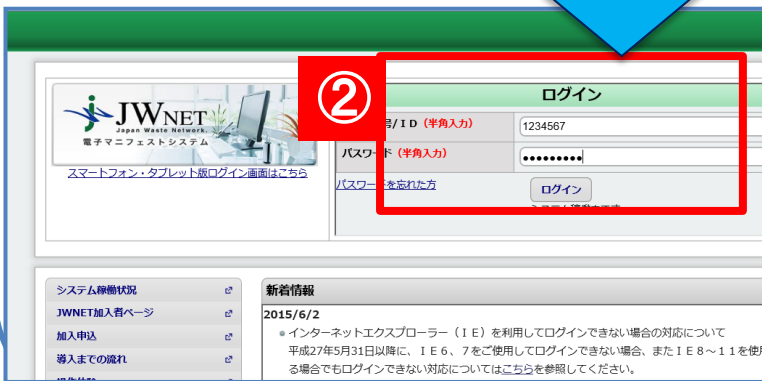 ②
ログイン
JWNET
Japan Waste Network.
電子マニフェストシステム
号/ＩＤ（半角入力）
1234567
パスワード（半角入力）
スマートフォン・タブレット版ログイン画面はこちら
パスワードを忘れた方
ログイン
システム稼働状況
新着情報
JWNET加入者ページ
2015/6/2
加入申込
インターネットエクスプローラー（ＩＥ）を利用してログインできない場合の対応について
導入までの流れ
平成27年5月31日以降に、ＩＥ６、７をご使用してログインできない場合、またＩＥ８～１１を使用
る場合でもログインできない対応についてはこちらを参照してください。